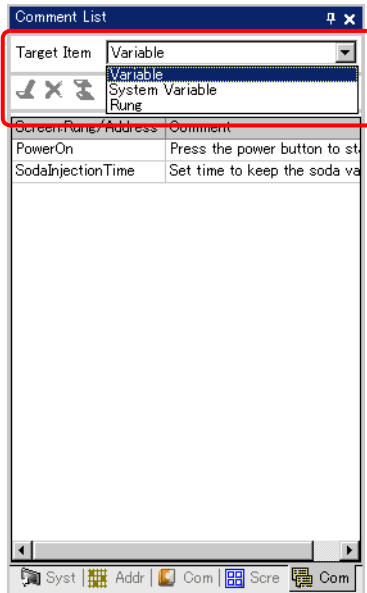 Comment List
Target Item Variable
Variable
System Variable
Rung
Screen:Rung/Address Comment
PowerOn Press the power button to sta
SodaInjectionTime Set time to keep the soda va
Syst Addr Com Scre Com